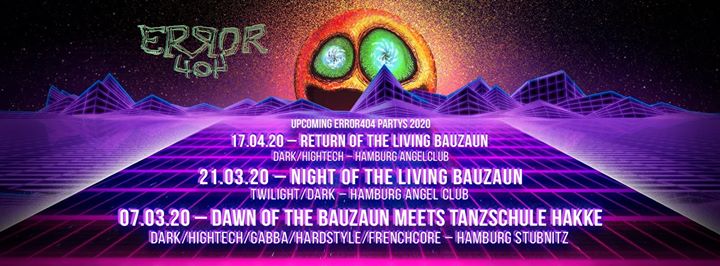 ERROR
404
UPCOMING ERROR404 PARTYS 2020
17.04.20 – RETURN OF THE LIVING BAUZAUN
DARK/HIGHTECH – HAMBURG ANGELCLUB
21.03.20 – NIGHT OF THE LIVING BAUZAUN
TWILIGHT/DARK – HAMBURG ANGEL CLUB
07.03.20 – DAWN OF THE BAUZAUN MEETS TANZSCHULE HAKKE
DARK/HIGHTECH/GABBA/HARDSTYLE/FRENCHCORE – HAMBURG STUBNITZ